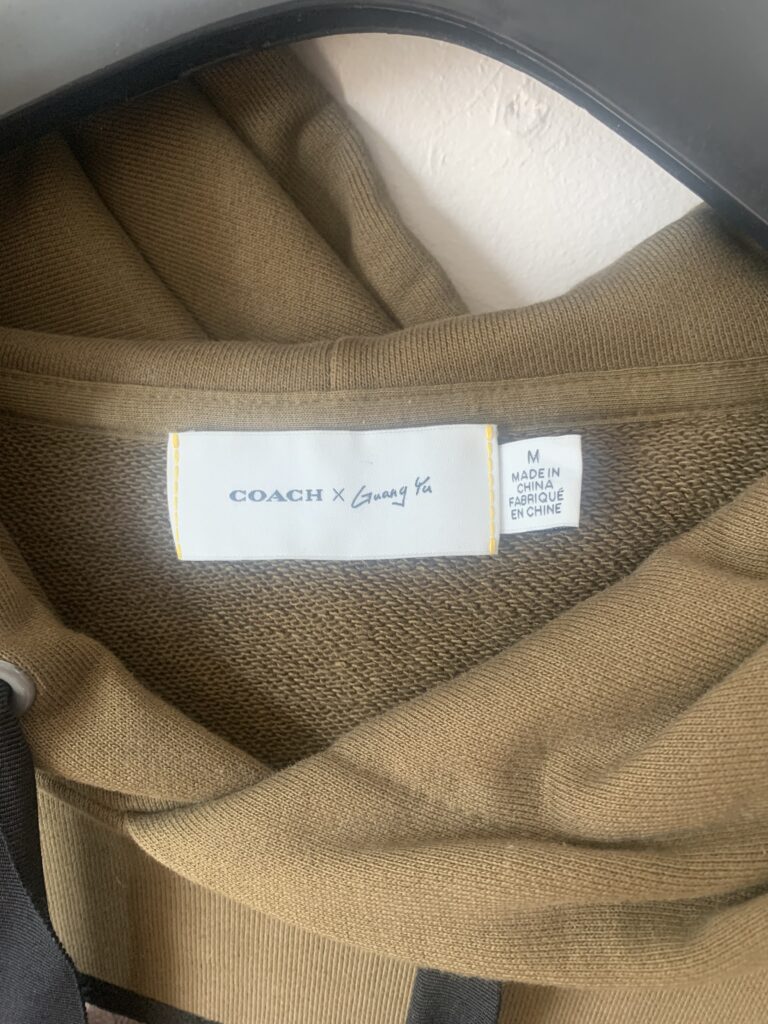 COACH × Guang Yu
M
MADE IN
CHINA
FABRIQUÉ
EN CHINE